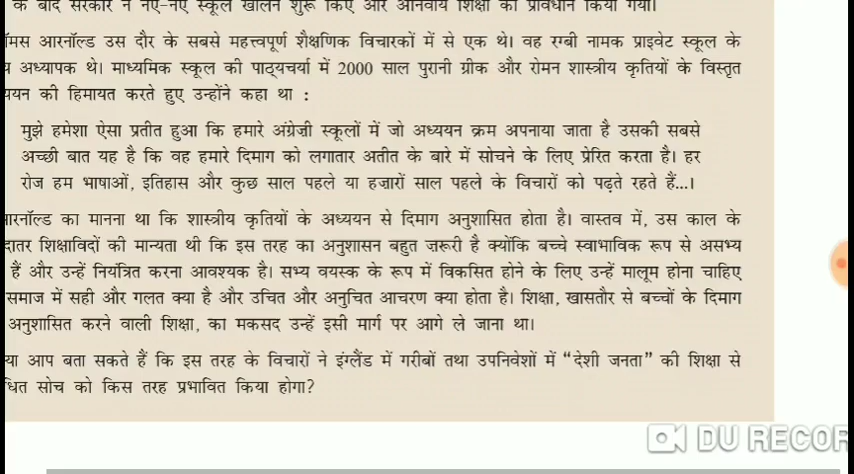 के बाद सरकार ने नए-नए स्कूल खोलने शुरू किए और अनिवार्य शिक्षा का प्रावधान किया गया।
ॉमस आरनॉल्ड उस दौर के सबसे महत्त्वपूर्ण शैक्षणिक विचारकों में से एक थे। वह रग्बी नामक प्राइवेट स्कूल के
य अध्यापक थे। माध्यमिक स्कूल की पाठ्यचर्या में 2000 साल पुरानी ग्रीक और रोमन शास्त्रीय कृतियों के विस्तृत
ययन की हिमायत करते हुए उन्होंने कहा था :
मुझे हमेशा ऐसा प्रतीत हुआ कि हमारे अंग्रेज़ी स्कूलों में जो अध्ययन क्रम अपनाया जाता है उसकी सबसे
अच्छी बात यह है कि वह हमारे दिमाग को लगातार अतीत के बारे में सोचने के लिए प्रेरित करता है। हर
रोज हम भाषाओं, इतिहास और कुछ साल पहले या हज़ारों साल पहले के विचारों को पढ़ते रहते हैं...।
आरनॉल्ड का मानना था कि शास्त्रीय कृतियों के अध्ययन से दिमाग अनुशासित होता है। वास्तव में, उस काल के
दातर शिक्षाविदों की मान्यता थी कि इस तरह का अनुशासन बहुत ज़रूरी है क्योंकि बच्चे स्वाभाविक रूप से असभ्य
हैं और उन्हें नियंत्रित करना आवश्यक है। सभ्य वयस्क के रूप में विकसित होने के लिए उन्हें मालूम होना चाहिए
समाज में सही और गलत क्या है और उचित और अनुचित आचरण क्या होता है। शिक्षा, खासतौर से बच्चों के दिमाग
अनुशासित करने वाली शिक्षा, का मकसद उन्हें इसी मार्ग पर आगे ले जाना था।
या आप बता सकते हैं कि इस तरह के विचारों ने इंग्लैंड में गरीबों तथा उपनिवेशों में “देशी जनता” की शिक्षा से
धित सोच को किस तरह प्रभावित किया होगा?
DU RECOR